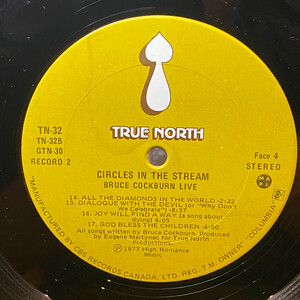 TRUE NORTH
TN-32
TN-32B
GTN-30
RECORD 2
Face 4
STEREO
CIRCLES IN THE STREAM
BRUCE COCKBURN LIVE
14. ALL THE DIAMONDS IN THE WORLD -2:32
15. DIALOGUE WITH THE DEVIL (or "Why Don't
We Celebrate") -6:37
16. JOY WILL FIND A WAY (a song about
dying) 4:05
17. GOD BLESS THE CHILDREN -4:50
All songs written by Bruce Cockburn. Produced by
Eugene Martynec for True North
Productions.
℗ 1977 High Romance
Music
"MANUFACTURED BY CBS RECORDS CANADA, LTD. REG. T.M. OWNER" "COLUMBIA"